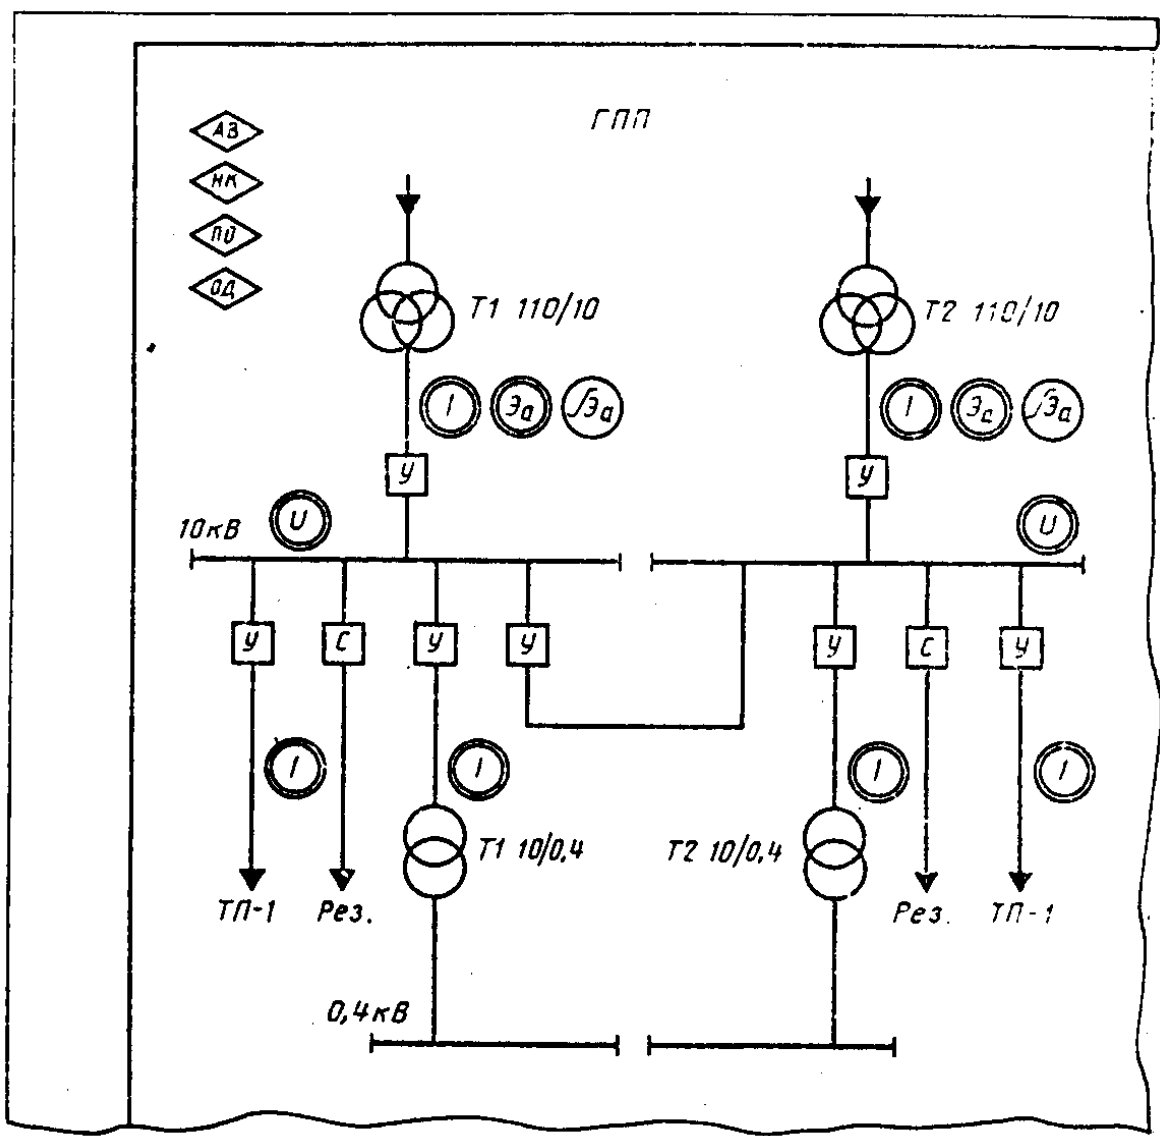 ГПП
АВ
НК
ПО
ОД
Т1 110/10
Т2 110/10
I Эа ∫Эа
I Эа ∫Эа
У
У
10кВ
U
U
У С У У
У С У
I
I
I
I
Т1 10/0,4
Т2 10/0,4
ТП-1
Рез.
Рез.
ТП-1
0,4кВ